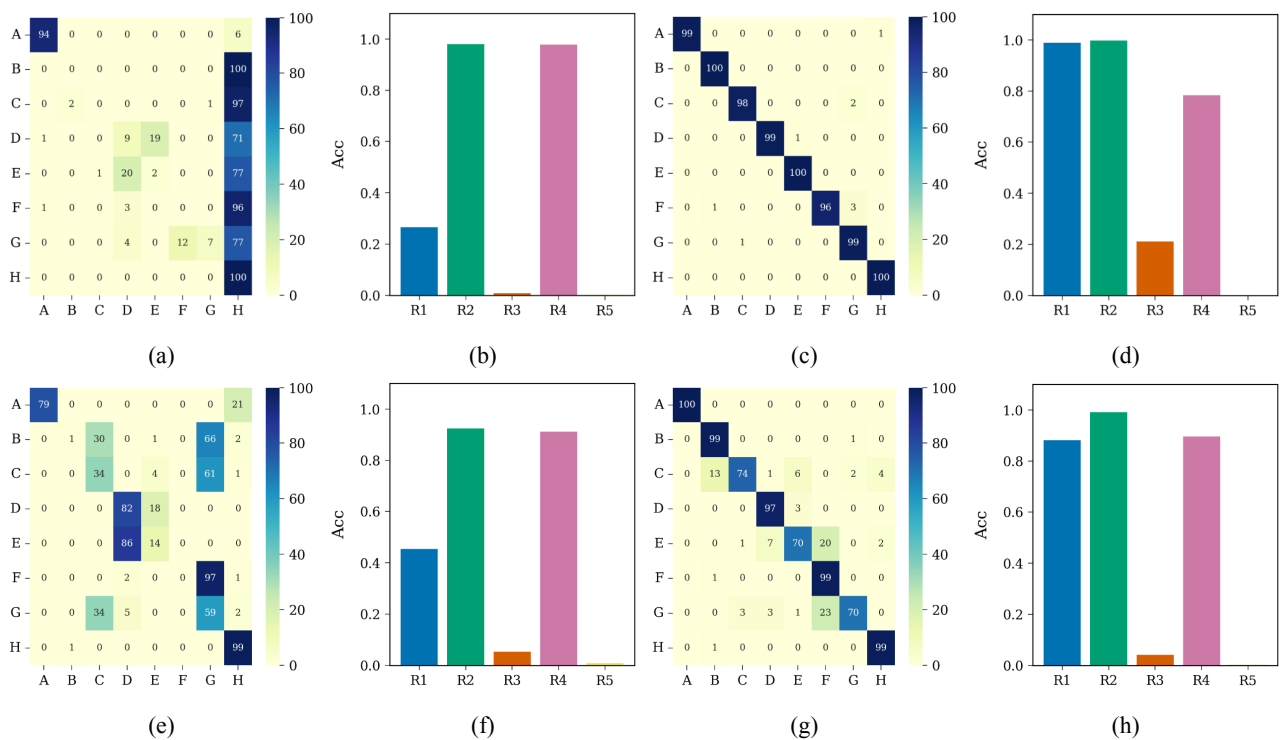 A 94 0 0 0 0 0 0 6
B 0 0 0 0 0 0 0 100
C 0 2 0 0 0 0 1 97
D 1 0 0 9 19 0 0 71
E 0 0 1 20 2 0 0 77
F 1 0 0 3 0 0 0 96
G 0 0 0 4 0 12 7 77
H 0 0 0 0 0 0 0 100
A B C D E F G H
100
80
60
40
20
0
(a)
Acc
1.0
0.8
0.6
0.4
0.2
0.0
R1 R2 R3 R4 R5
(b)
A 99 0 0 0 0 0 0 1
B 0 100 0 0 0 0 0 0
C 0 0 98 0 0 0 2 0
D 0 0 0 99 1 0 0 0
E 0 0 0 0 100 0 0 0
F 0 1 0 0 0 96 3 0
G 0 0 1 0 0 0 99 0
H 0 0 0 0 0 0 0 100
A B C D E F G H
100
80
60
40
20
0
(c)
Acc
1.0
0.8
0.6
0.4
0.2
0.0
R1 R2 R3 R4 R5
(d)
A 79 0 0 0 0 0 0 21
B 0 1 30 0 1 0 66 2
C 0 0 34 0 4 0 61 1
D 0 0 0 82 18 0 0 0
E 0 0 0 86 14 0 0 0
F 0 0 0 2 0 0 97 1
G 0 0 34 5 0 0 59 2
H 0 1 0 0 0 0 0 99
A B C D E F G H
100
80
60
40
20
0
(e)
Acc
1.0
0.8
0.6
0.4
0.2
0.0
R1 R2 R3 R4 R5
(f)
A 100 0 0 0 0 0 0 0
B 0 99 0 0 0 0 1 0
C 0 13 74 1 6 0 2 4
D 0 0 0 97 3 0 0 0
E 0 0 1 7 70 20 0 2
F 0 1 0 0 0 99 0 0
G 0 0 3 3 1 23 70 0
H 0 1 0 0 0 0 0 99
A B C D E F G H
100
80
60
40
20
0
(g)
Acc
1.0
0.8
0.6
0.4
0.2
0.0
R1 R2 R3 R4 R5
(h)